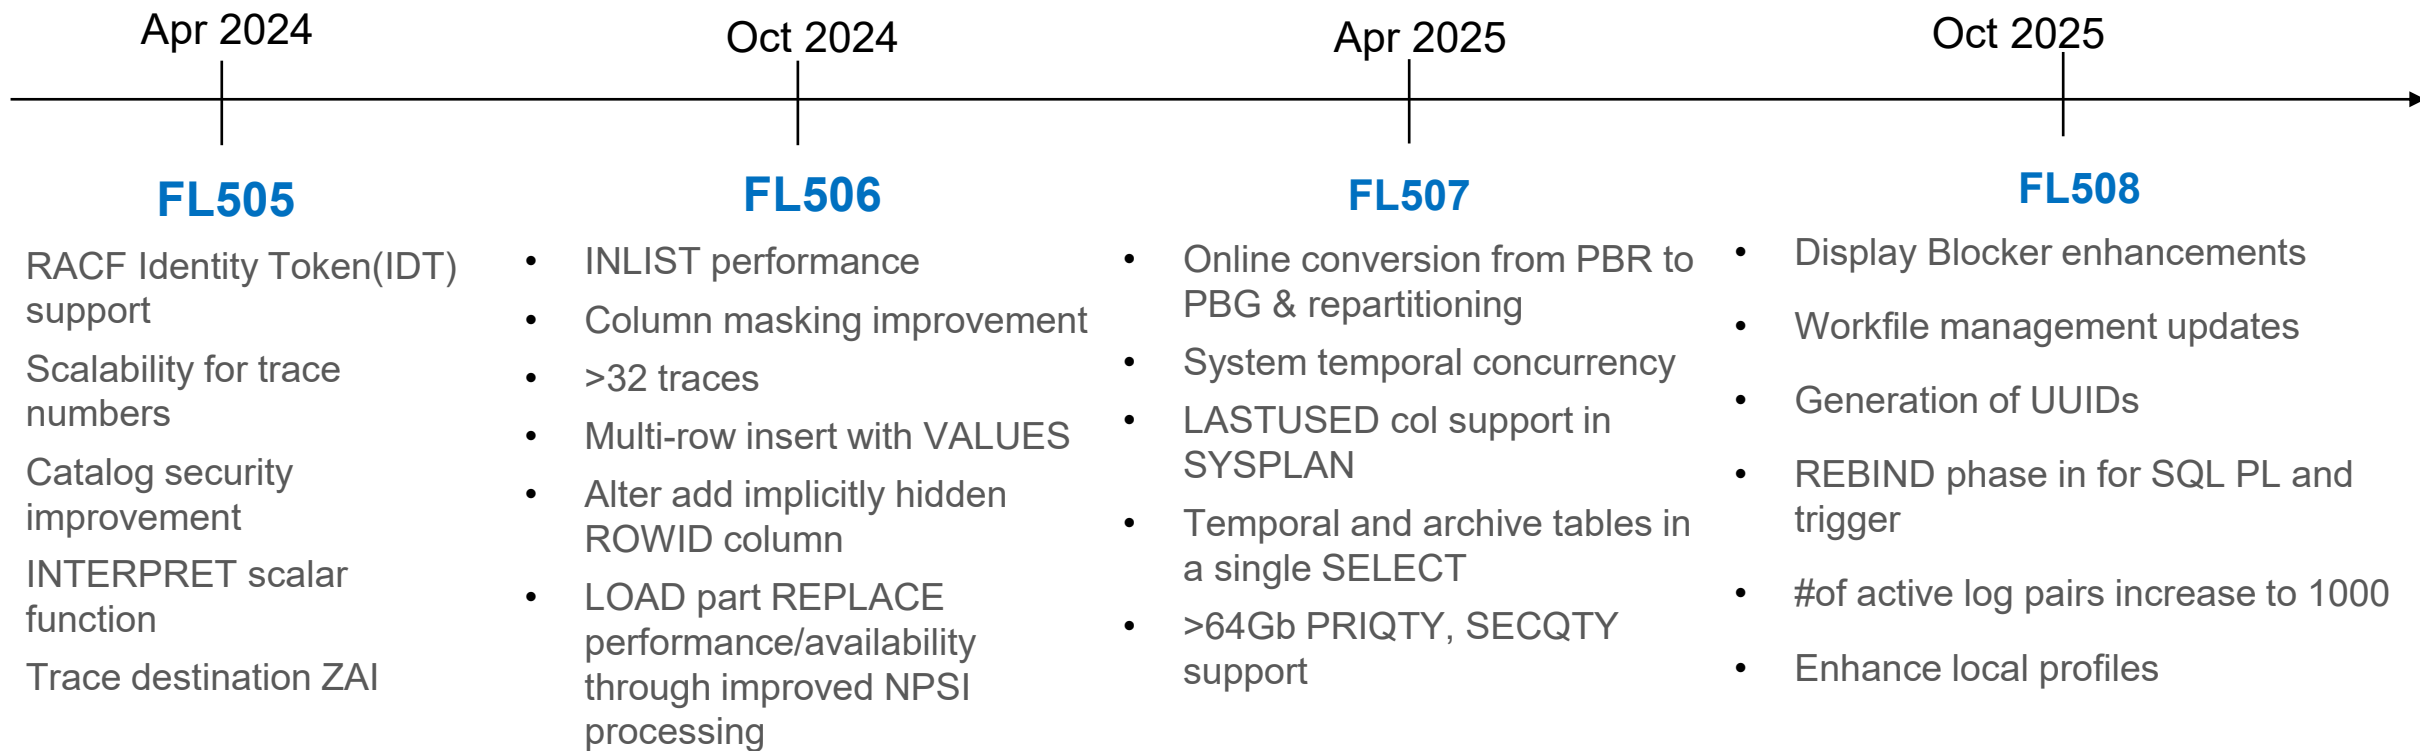 Apr 2024
Oct 2024
Apr 2025
Oct 2025
FL505
RACF Identity Token(IDT)
support
Scalability for trace
numbers
Catalog security
improvement
INTERPRET scalar
function
Trace destination ZAI
FL506
• INLIST performance
• Column masking improvement
• >32 traces
• Multi-row insert with VALUES
• Alter add implicitly hidden
ROWID column
• LOAD part REPLACE
performance/availability
through improved NPSI
processing
FL507
• Online conversion from PBR to
PBG & repartitioning
• System temporal concurrency
• LASTUSED col support in
SYSPLAN
• Temporal and archive tables in
a single SELECT
• >64Gb PRIQTY, SECQTY
support
FL508
• Display Blocker enhancements
• Workfile management updates
• Generation of UUIDs
• REBIND phase in for SQL PL and
trigger
• #of active log pairs increase to 1000
• Enhance local profiles